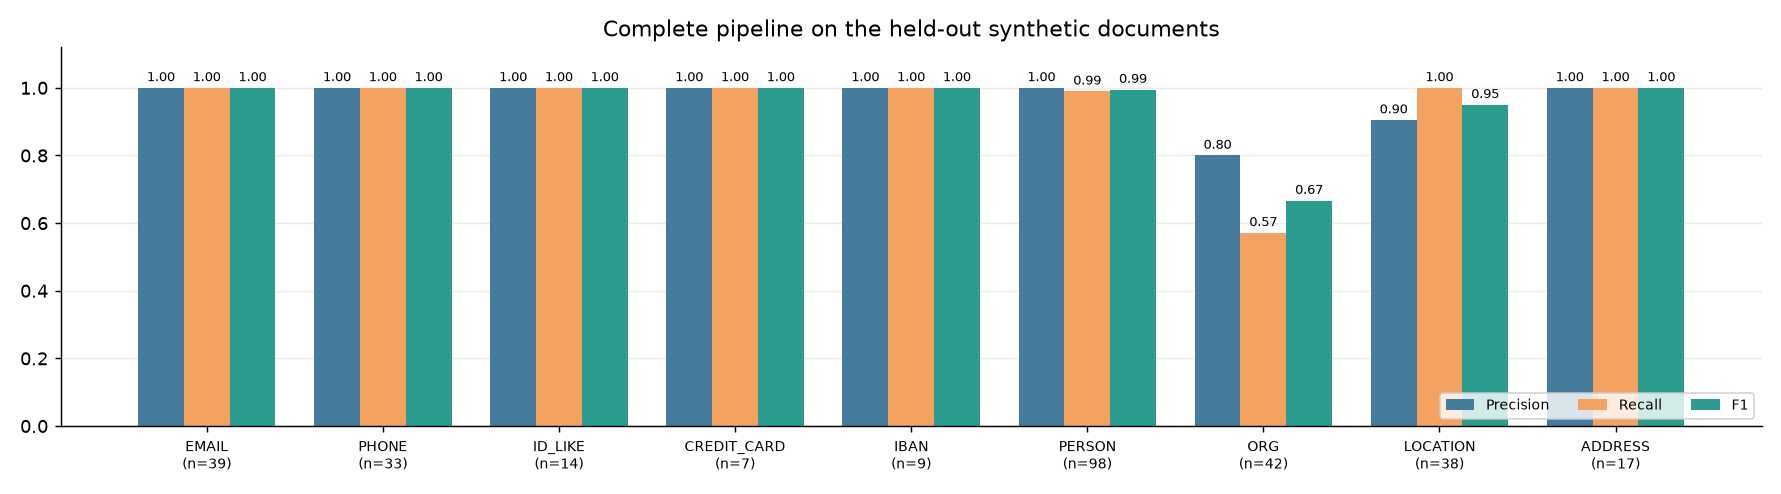 Complete pipeline on the held-out synthetic documents
1.00 1.00 1.00 1.00 1.00 1.00 1.00 1.00 1.00 1.00 1.00 1.00 1.00 1.00 1.00 1.00 0.99 0.99 0.80 0.57 0.67 0.90 1.00 0.95 1.00 1.00 1.00
1.0
0.8
0.6
0.4
0.2
0.0
Precision Recall F1
EMAIL PHONE ID_LIKE CREDIT_CARD IBAN PERSON ORG LOCATION ADDRESS
(n=39) (n=33) (n=14) (n=7) (n=9) (n=98) (n=42) (n=38) (n=17)